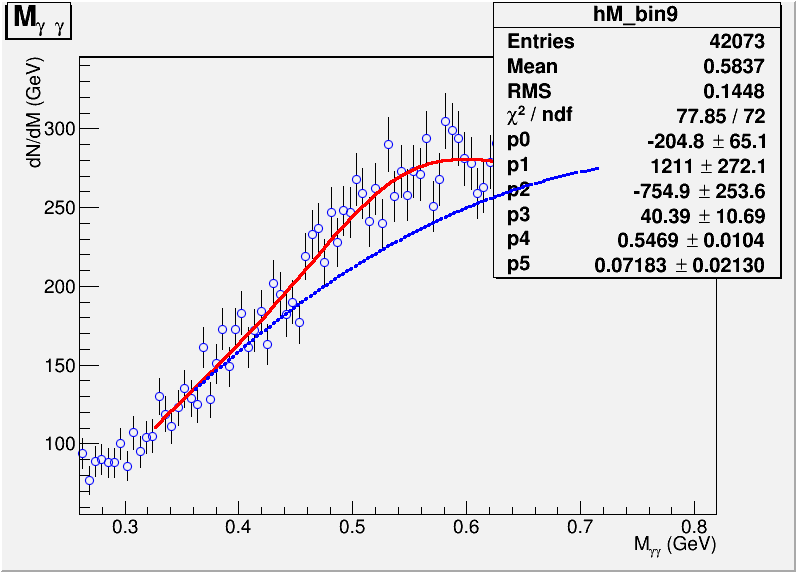 M γ γ
hM_bin9
Entries 42073
Mean 0.5837
RMS 0.1448
χ² / ndf 77.85 / 72
p0 -204.8 ± 65.1
p1 1211 ± 272.1
p2 -754.9 ± 253.6
p3 40.39 ± 10.69
p4 0.5469 ± 0.0104
p5 0.07183 ± 0.02130
dN/dM (GeV)
300
250
200
150
100
0.3 0.4 0.5 0.6 0.7 0.8
Mγγ (GeV)